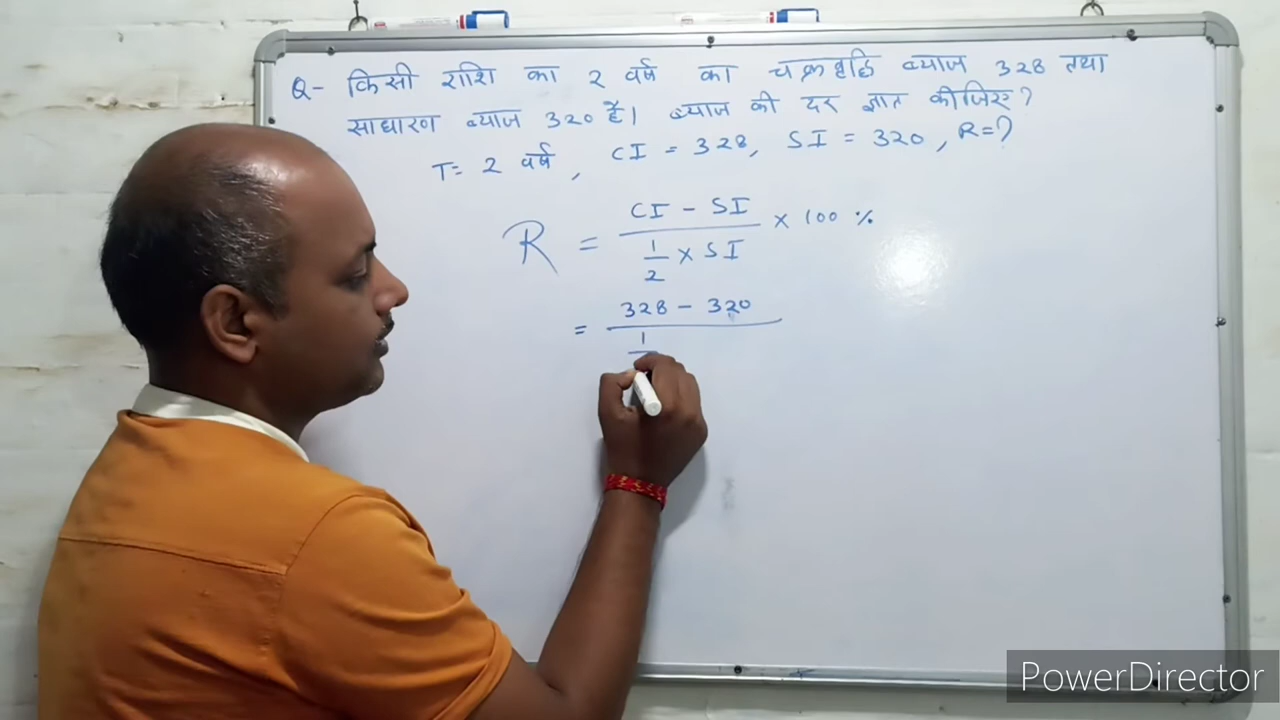 Q- किसी राशि का 2 वर्ष का चक्रवृद्धि ब्याज 328 तथा
साधारण ब्याज 320 है। ब्याज की दर ज्ञात कीजिए?
T= 2 वर्ष, CI = 328, SI = 320, R=?
R = (CI - SI) / (1/2 × SI) × 100 %
= 328 - 320
1
PowerDirector